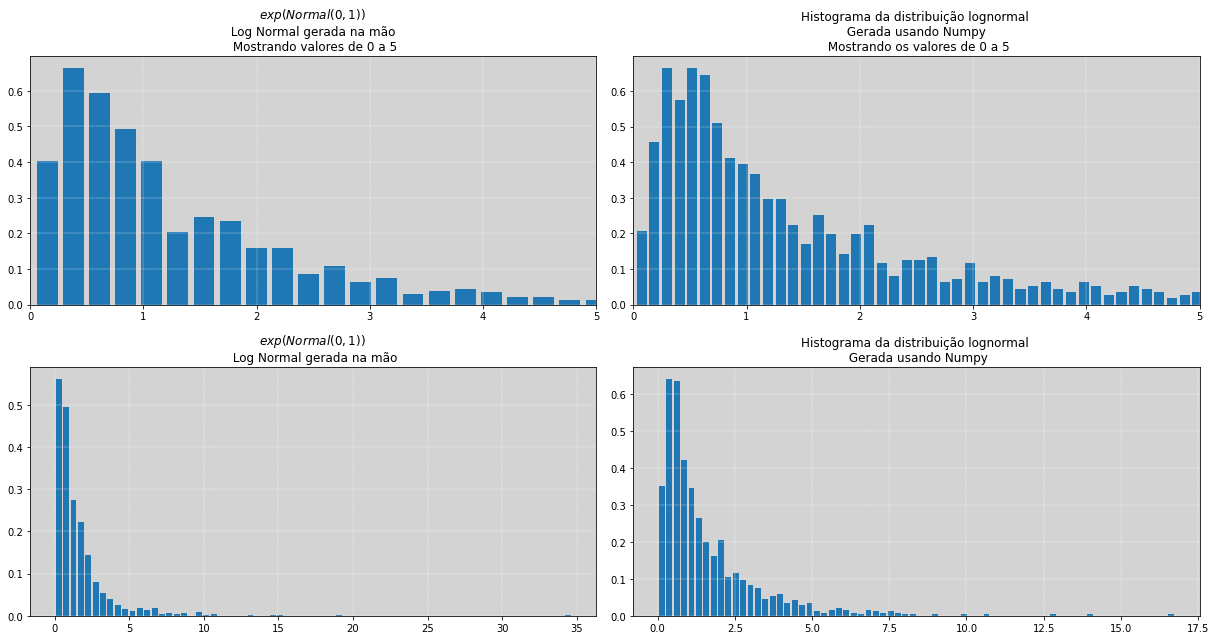 exp(Normal(0, 1))
Log Normal gerada na mão
Mostrando valores de 0 a 5
0.6
0.5
0.4
0.3
0.2
0.1
0.0
0 1 2 3 4 5
Histograma da distribuição lognormal
Gerada usando Numpy
Mostrando os valores de 0 a 5
0.6
0.5
0.4
0.3
0.2
0.1
0.0
0 1 2 3 4 5
exp(Normal(0, 1))
Log Normal gerada na mão
0.5
0.4
0.3
0.2
0.1
0.0
0 5 10 15 20 25 30 35
Histograma da distribuição lognormal
Gerada usando Numpy
0.6
0.5
0.4
0.3
0.2
0.1
0.0
0.0 2.5 5.0 7.5 10.0 12.5 15.0 17.5